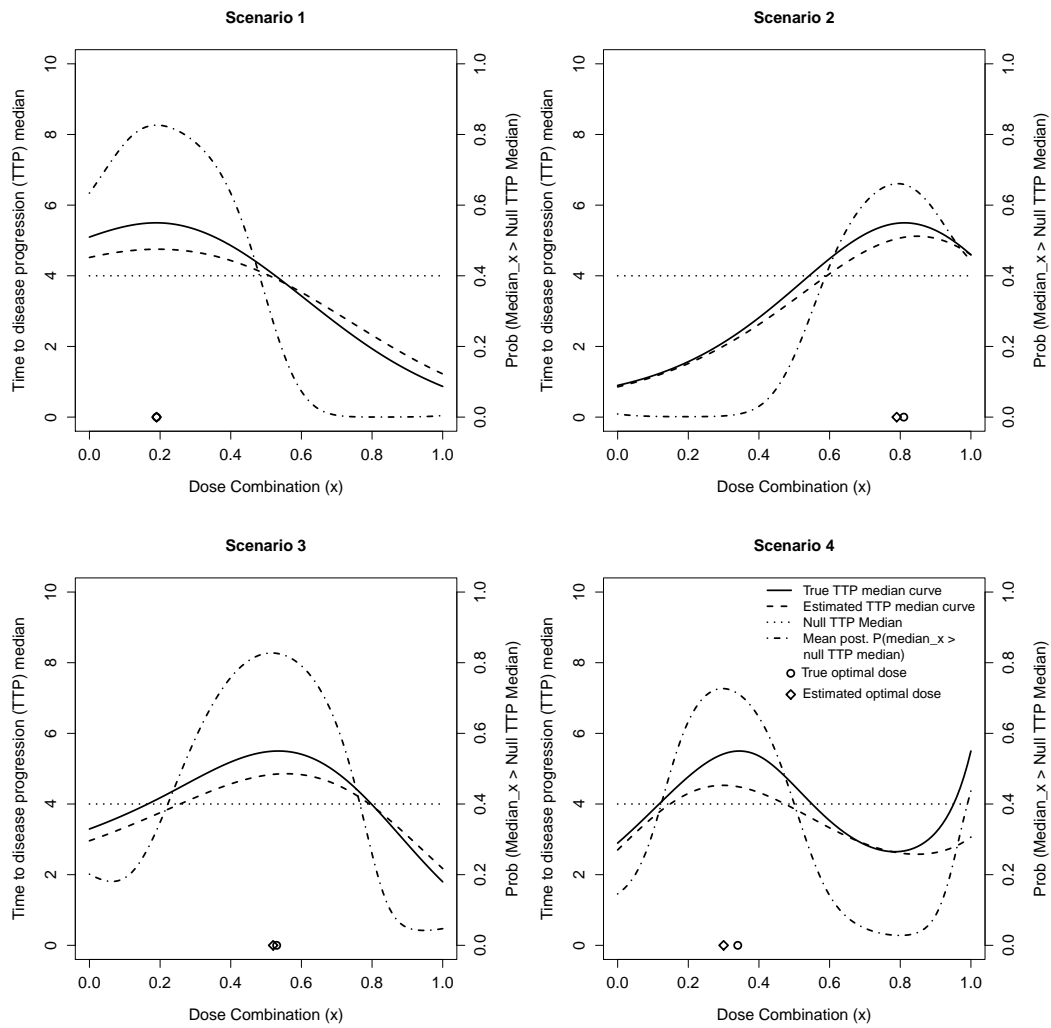 Scenario 1
Time to disease progression (TTP) median
0 2 4 6 8 10
Prob (Median_x > Null TTP Median)
0.0 0.2 0.4 0.6 0.8 1.0
0.0 0.2 0.4 0.6 0.8 1.0
Dose Combination (x)
Scenario 2
Time to disease progression (TTP) median
0 2 4 6 8 10
Prob (Median_x > Null TTP Median)
0.0 0.2 0.4 0.6 0.8 1.0
0.0 0.2 0.4 0.6 0.8 1.0
Dose Combination (x)
Scenario 3
Time to disease progression (TTP) median
0 2 4 6 8 10
Prob (Median_x > Null TTP Median)
0.0 0.2 0.4 0.6 0.8 1.0
0.0 0.2 0.4 0.6 0.8 1.0
Dose Combination (x)
Scenario 4
Time to disease progression (TTP) median
0 2 4 6 8 10
True TTP median curve
Estimated TTP median curve
Null TTP Median
Mean post. P(median_x >
null TTP median)
True optimal dose
Estimated optimal dose
Prob (Median_x > Null TTP Median)
0.0 0.2 0.4 0.6 0.8 1.0
0.0 0.2 0.4 0.6 0.8 1.0
Dose Combination (x)